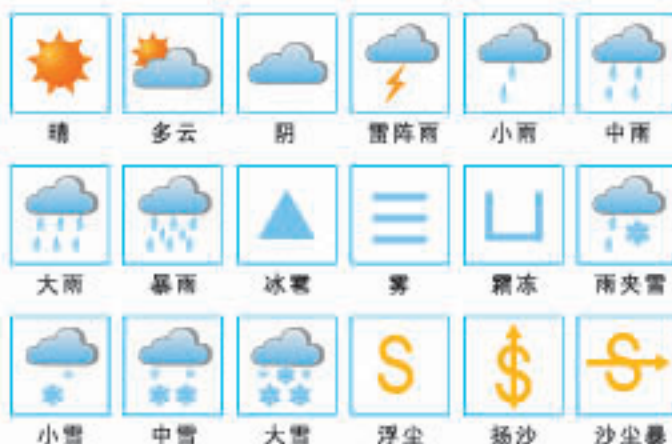 晴 多云 阴 雷阵雨 小雨 中雨
大雨 暴雨 冰雹 雾 霜冻 雨夹雪
小雪 中雪 大雪 浮尘 扬沙 沙尘暴